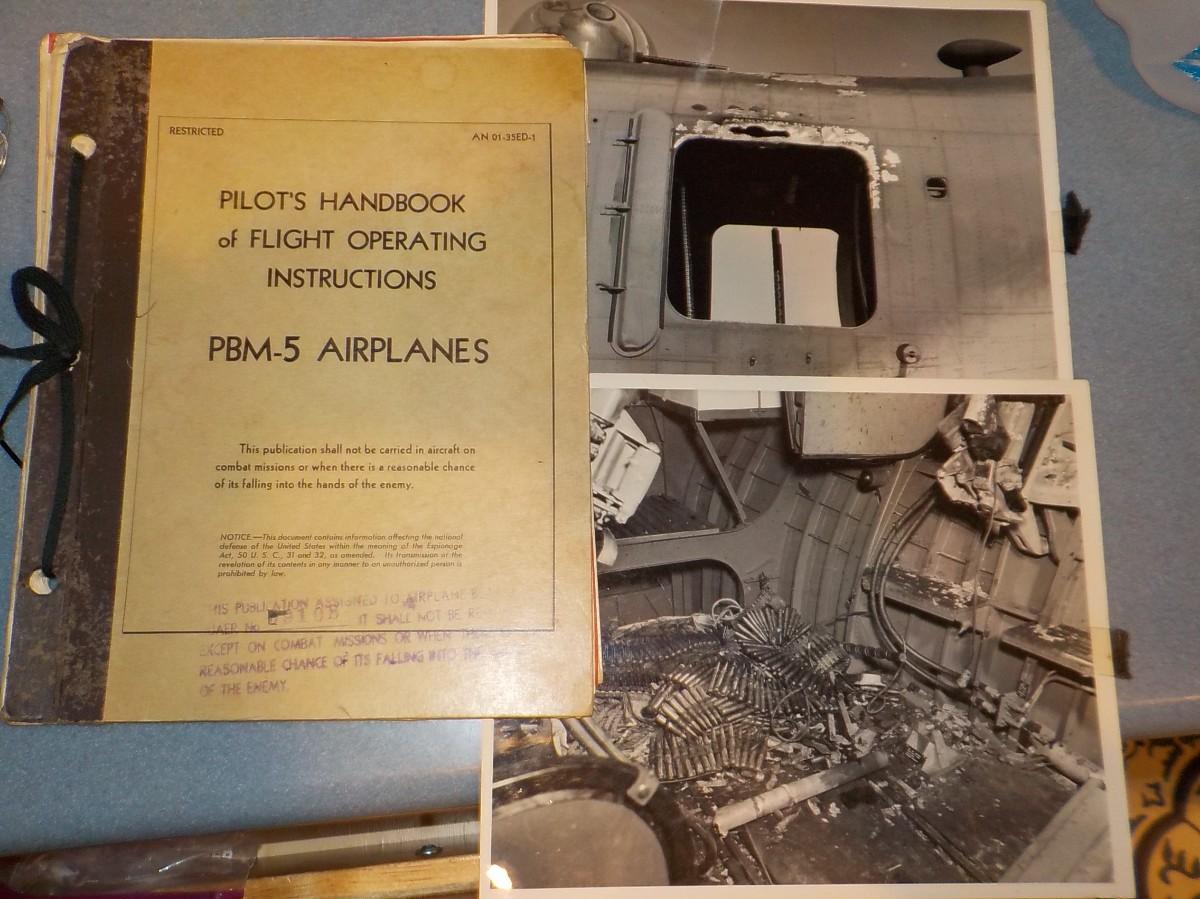 RESTRICTED
AN 01-35ED-1
PILOT'S HANDBOOK
of FLIGHT OPERATING
INSTRUCTIONS
PBM-5 AIRPLANES
This publication shall not be carried in aircraft on
combat missions or when there is a reasonable chance
of its falling into the hands of the enemy.
NOTICE.—This document contains information affecting the national
defense of the United States within the meaning of the Espionage
Act, 50 U. S. C., 31 and 32, as amended. Its transmission or the
revelation of its contents in any manner to an unauthorized person is
prohibited by law.
PUBLICATION ASSIGNED TO AIRPLANE
No. IT SHALL NOT BE
EXCEPT ON COMBAT MISSIONS OR WHEN
REASONABLE CHANCE OF ITS FALLING INTO THE
OF THE ENEMY.